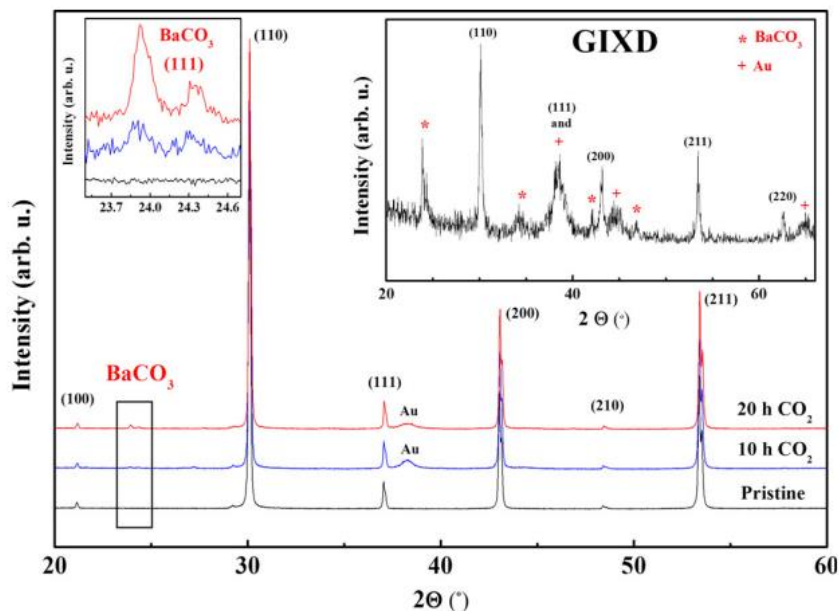 BaCO3
(111)
Intensity (arb. u.)
23.7 24.0 24.3 24.6
(110)
GIXD
* BaCO3
+ Au
(110)
*
(111)
and +
(200)
(211)
(220)
* * + * +
Intensity (arb. u.)
20 40 60
2 Θ (°)
Intensity (arb. u.)
BaCO3
(100)
(111)
(200)
(210)
(211)
Au
20 h CO2
Au
10 h CO2
Pristine
20 30 40 50 60
2Θ (°)